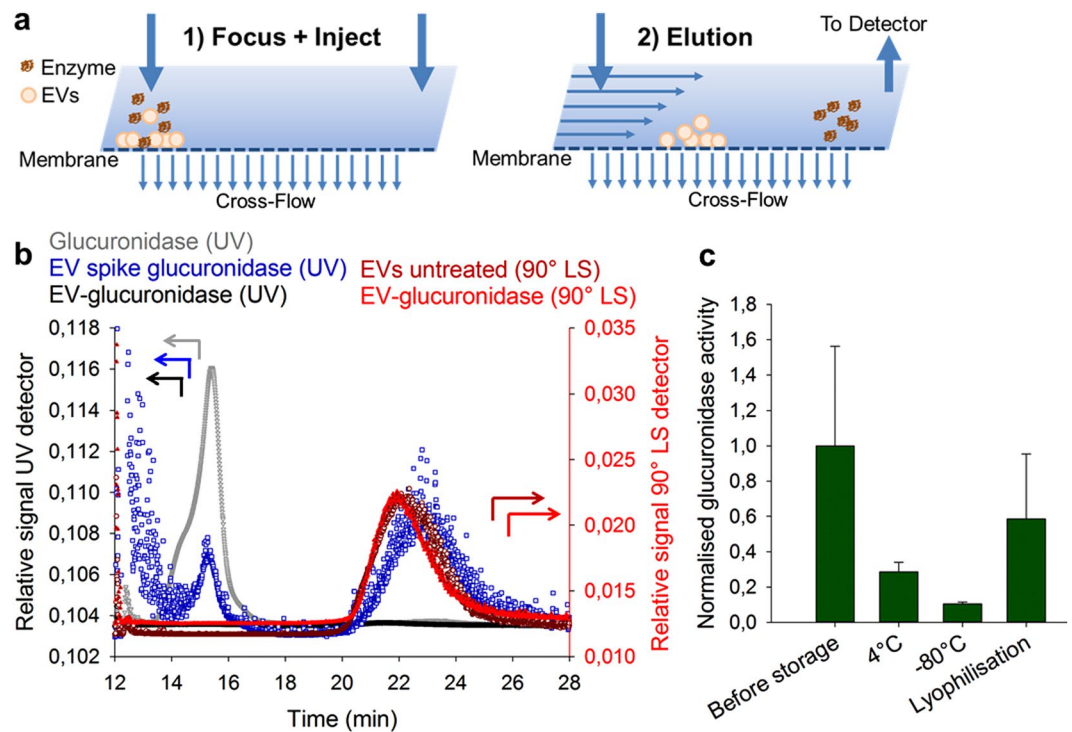 a
1) Focus + Inject
2) Elution
To Detector
Enzyme
EVs
Membrane
Cross-Flow
Membrane
Cross-Flow
b
Glucuronidase (UV)
EV spike glucuronidase (UV)
EV-glucuronidase (UV)
EVs untreated (90° LS)
EV-glucuronidase (90° LS)
Relative signal UV detector
0,118
0,116
0,114
0,112
0,110
0,108
0,106
0,104
0,102
0,035
0,030
0,025
0,020
0,015
0,010
Relative signal 90° LS detector
12 14 16 18 20 22 24 26 28
Time (min)
c
Normalised glucuronidase activity
1,8
1,6
1,4
1,2
1,0
0,8
0,6
0,4
0,2
0,0
Before storage
4°C
-80°C
Lyophilisation